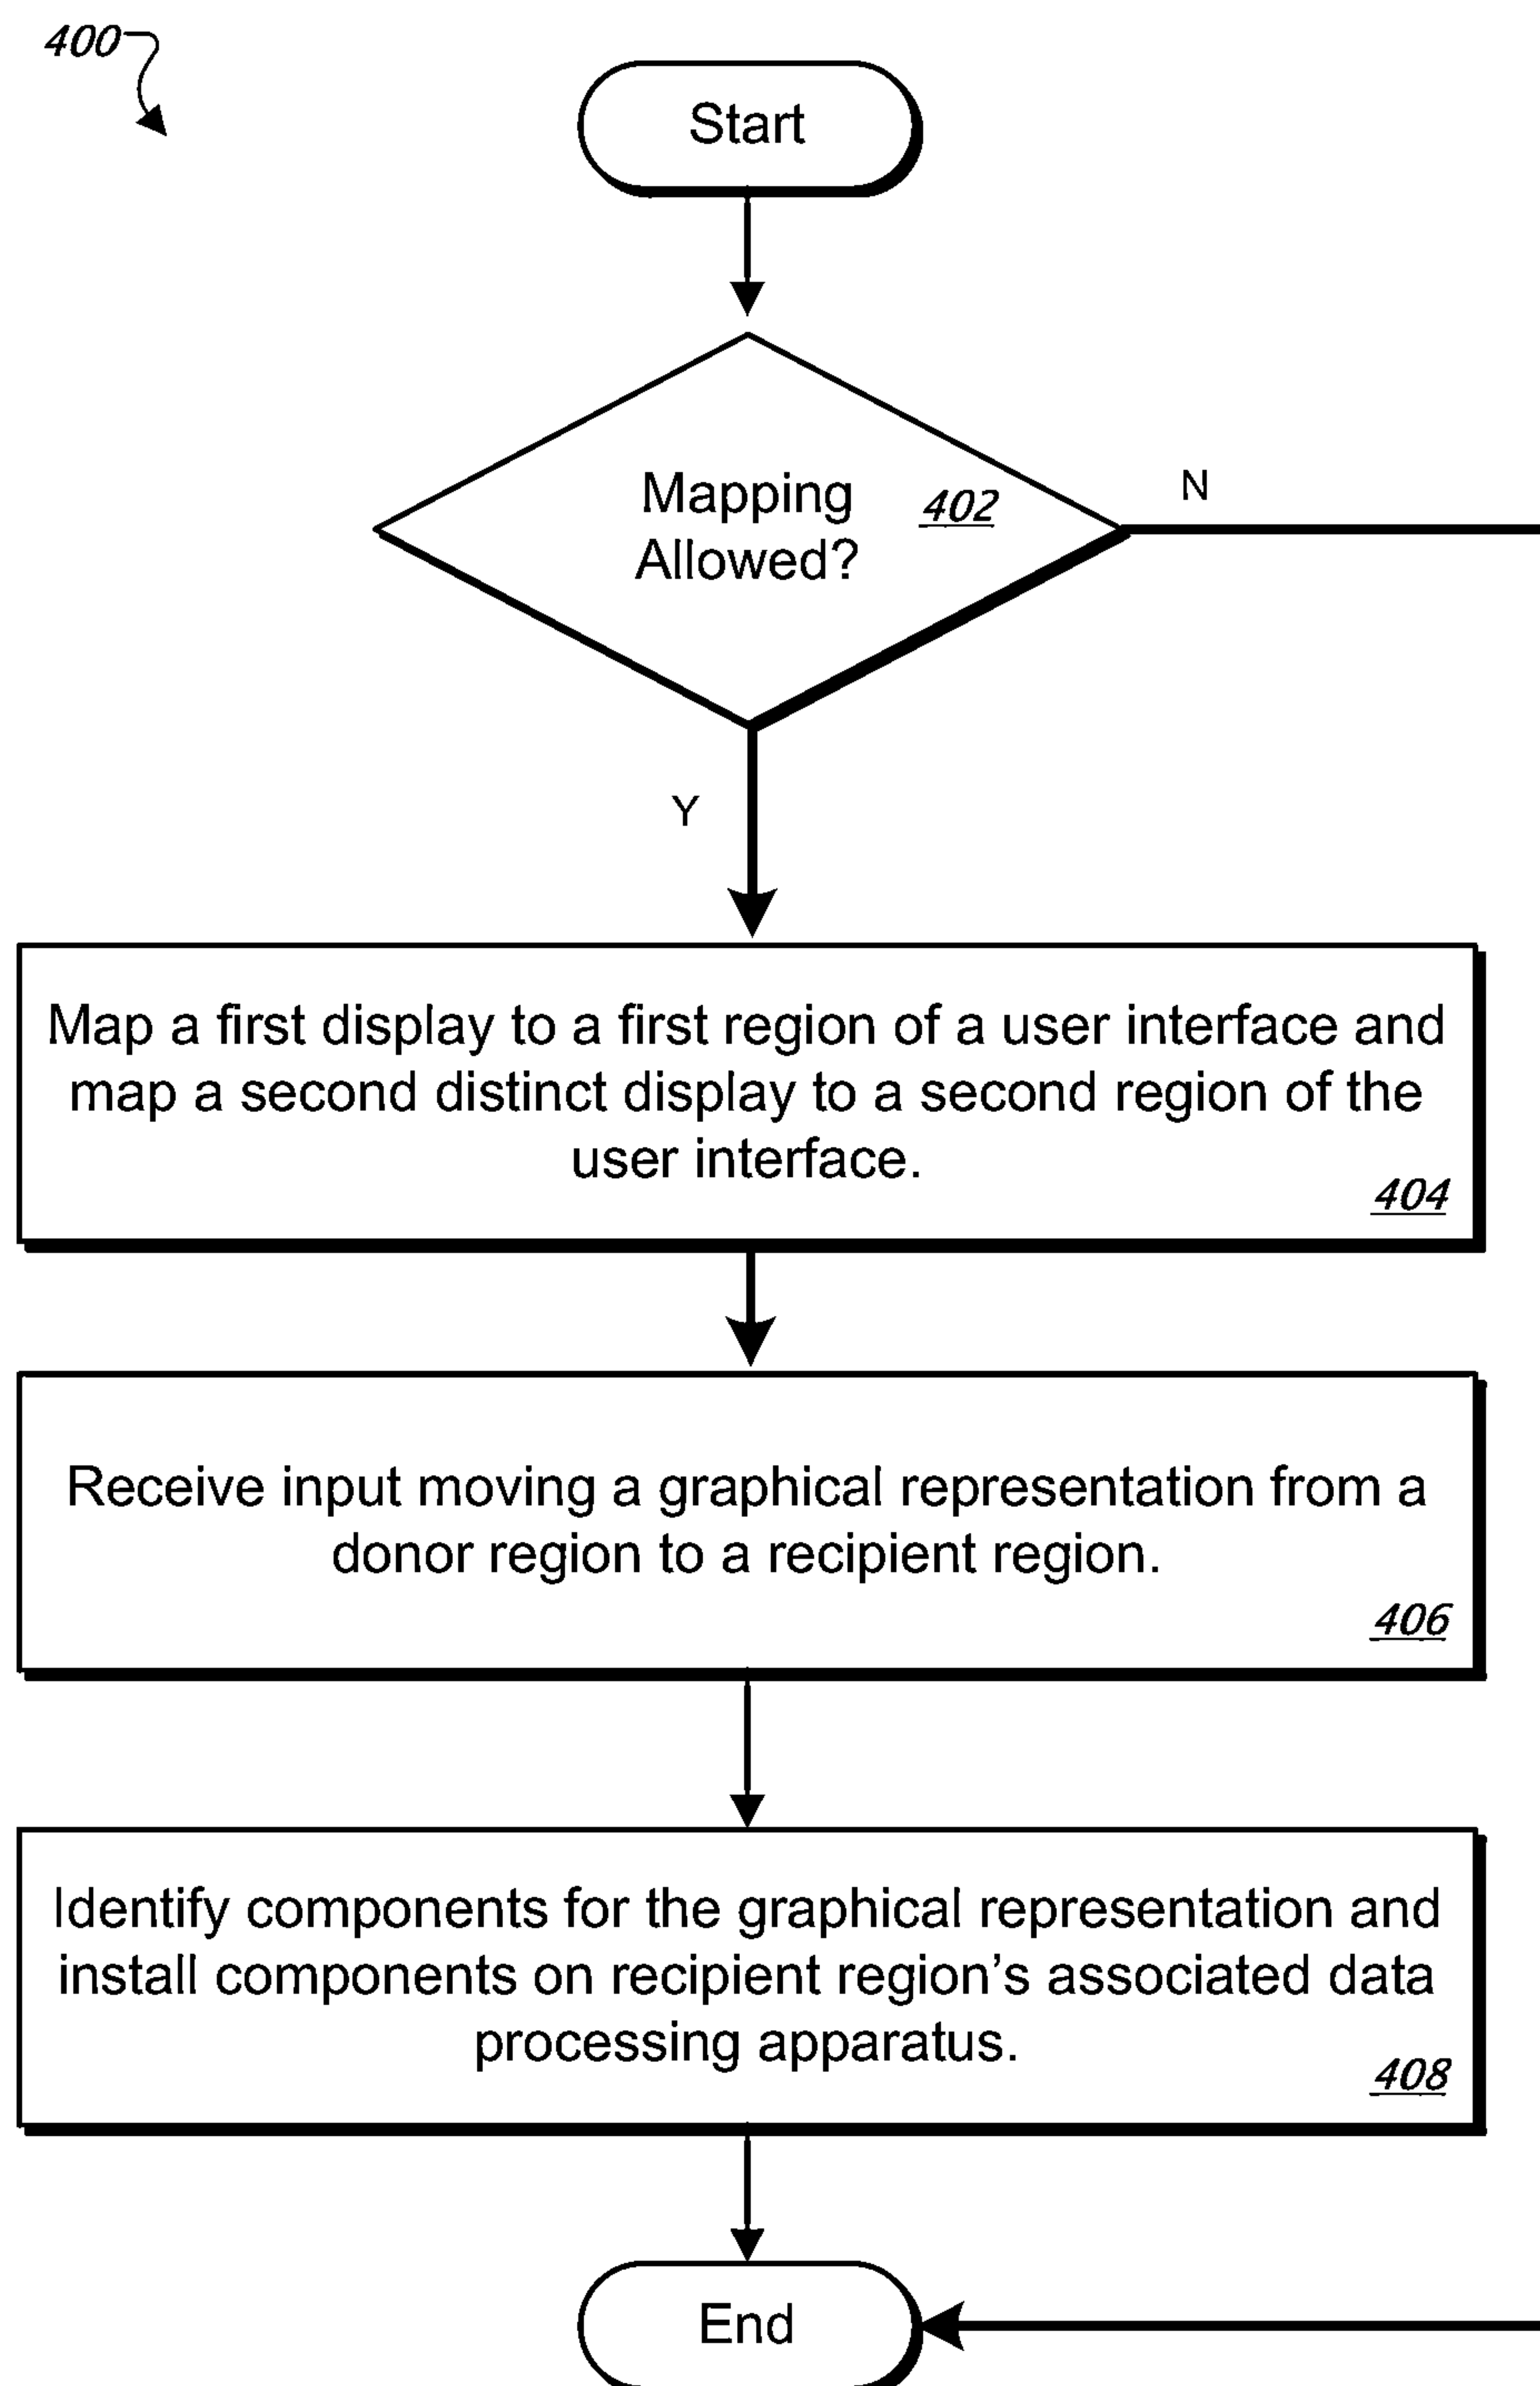 400
Start
Mapping
Allowed?
402
N
Y
Map a first display to a first region of a user interface and
map a second distinct display to a second region of the
user interface.
404
Receive input moving a graphical representation from a
donor region to a recipient region.
406
Identify components for the graphical representation and
install components on recipient region's associated data
processing apparatus.
408
End